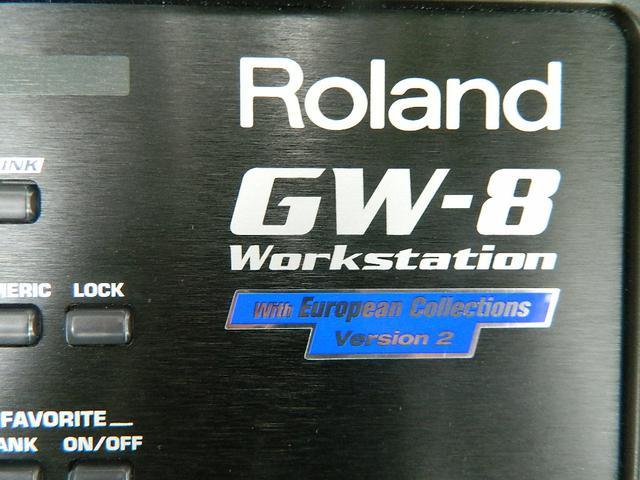 Roland
GW-8
Workstation
With European Collections
Version 2
LOCK
FAVORITE
ON/OFF